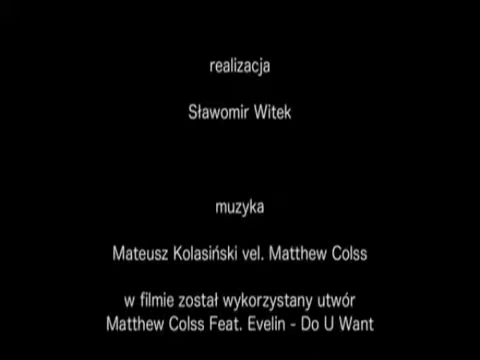 realizacja
Sławomir Witek
muzyka
Mateusz Kolasiński vel. Matthew Colss
w filmie został wykorzystany utwór
Matthew Colss Feat. Evelin - Do U Want